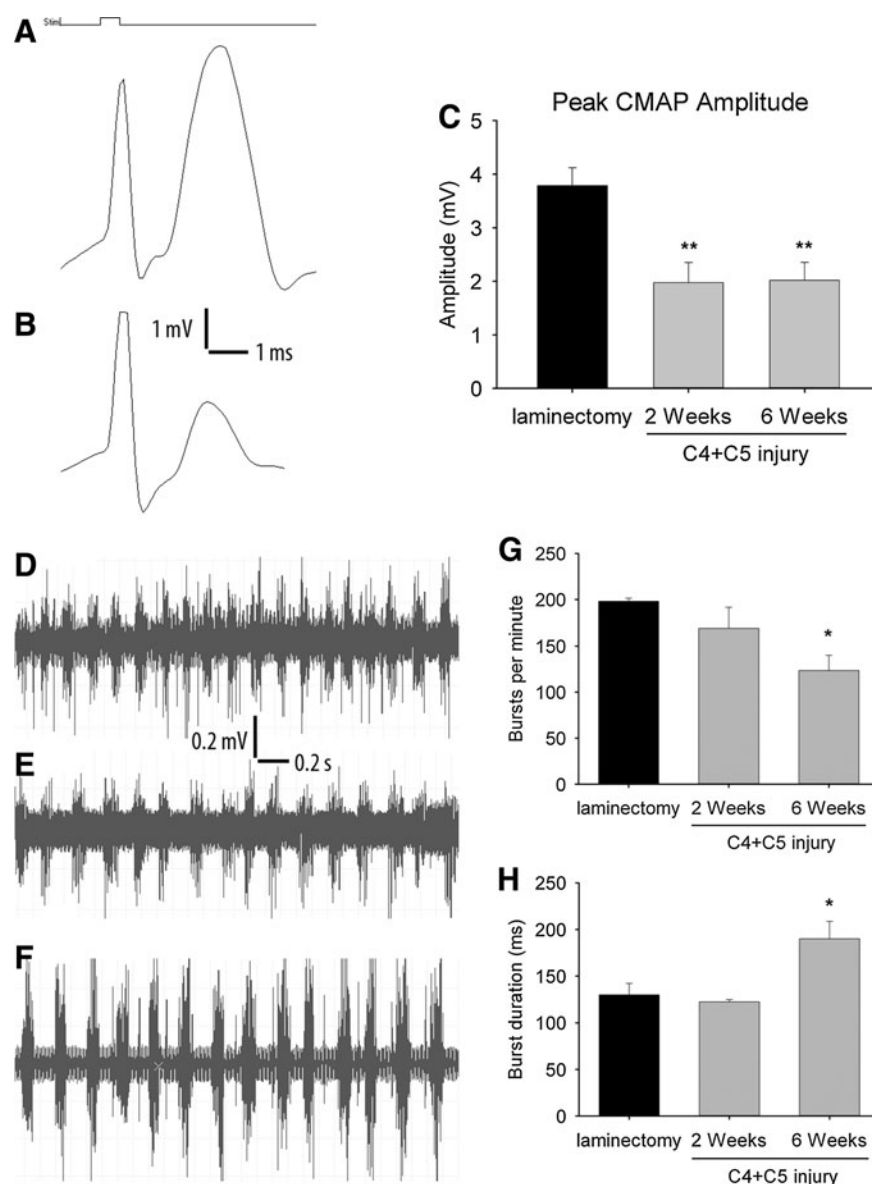 A
Stim
B
1 mV
1 ms
C
Peak CMAP Amplitude
Amplitude (mV)
5
4
3
2
1
0
**
**
laminectomy 2 Weeks 6 Weeks
C4+C5 injury
D
0.2 mV
0.2 s
E
F
G
Bursts per minute
250
200
150
100
50
0
*
laminectomy 2 Weeks 6 Weeks
C4+C5 injury
H
Burst duration (ms)
250
200
150
100
50
0
*
laminectomy 2 Weeks 6 Weeks
C4+C5 injury